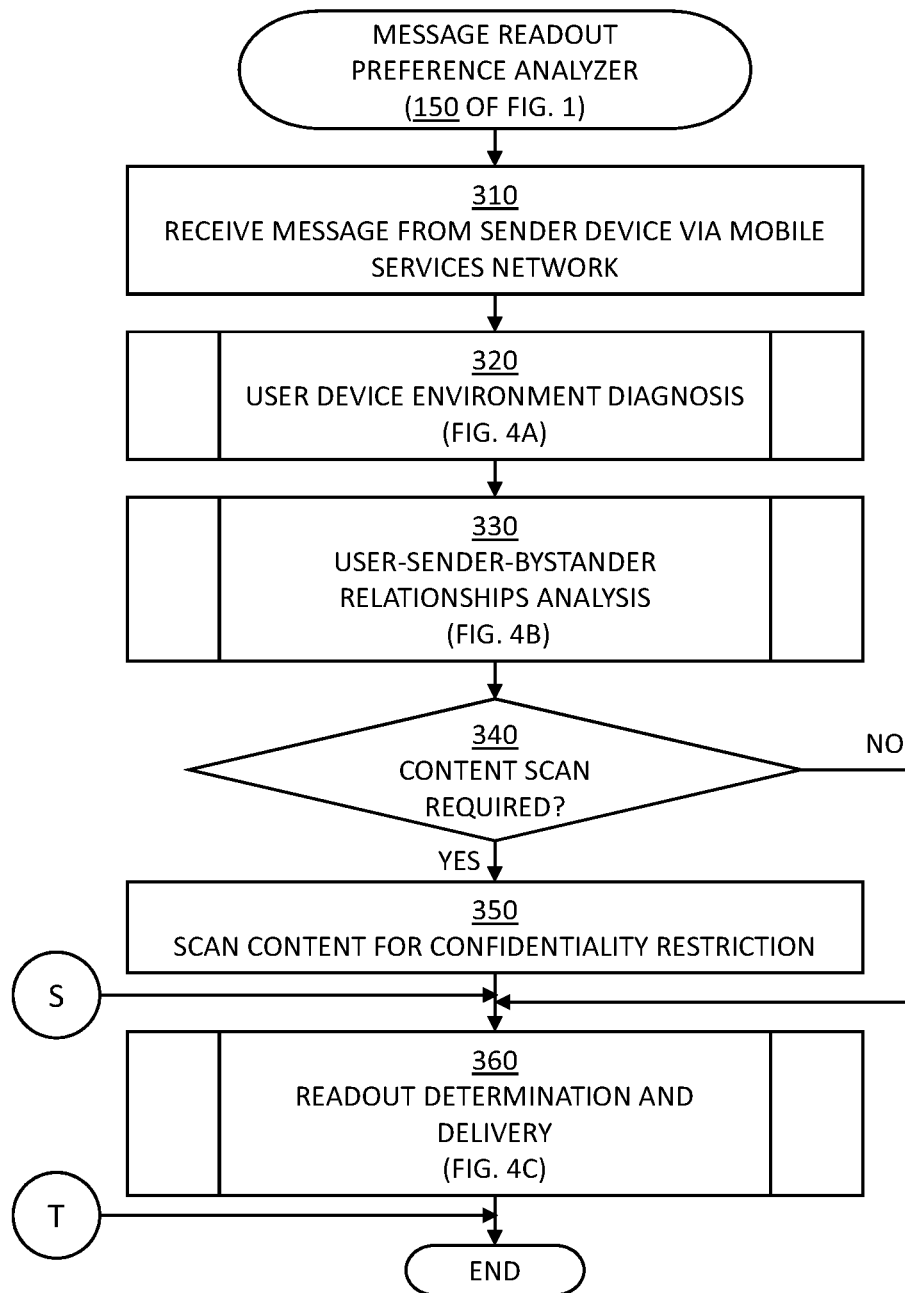 MESSAGE READOUT
PREFERENCE ANALYZER
(150 OF FIG. 1)
310
RECEIVE MESSAGE FROM SENDER DEVICE VIA MOBILE
SERVICES NETWORK
320
USER DEVICE ENVIRONMENT DIAGNOSIS
(FIG. 4A)
330
USER-SENDER-BYSTANDER
RELATIONSHIPS ANALYSIS
(FIG. 4B)
340
CONTENT SCAN
REQUIRED?
NO
YES
350
SCAN CONTENT FOR CONFIDENTIALITY RESTRICTION
S
360
READOUT DETERMINATION AND
DELIVERY
(FIG. 4C)
T
END